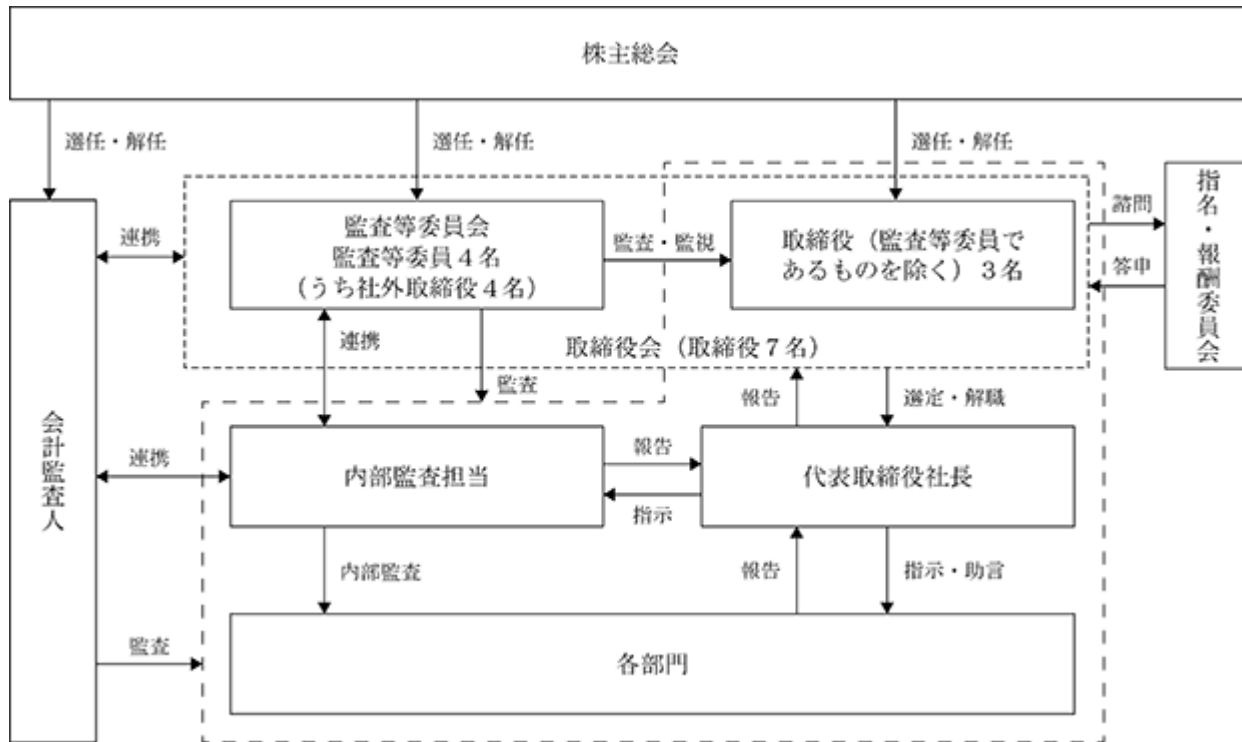 株主総会
選任・解任
選任・解任
選任・解任
監査等委員会
監査等委員4名
(うち社外取締役4名)
監査・監視
取締役(監査等委員で
あるものを除く)3名
諮問
答申
指名・報酬委員会
連携
連携
取締役会(取締役7名)
監査
報告
選定・解職
会計監査人
連携
内部監査担当
報告
指示
代表取締役社長
内部監査
報告
指示・助言
監査
各部門